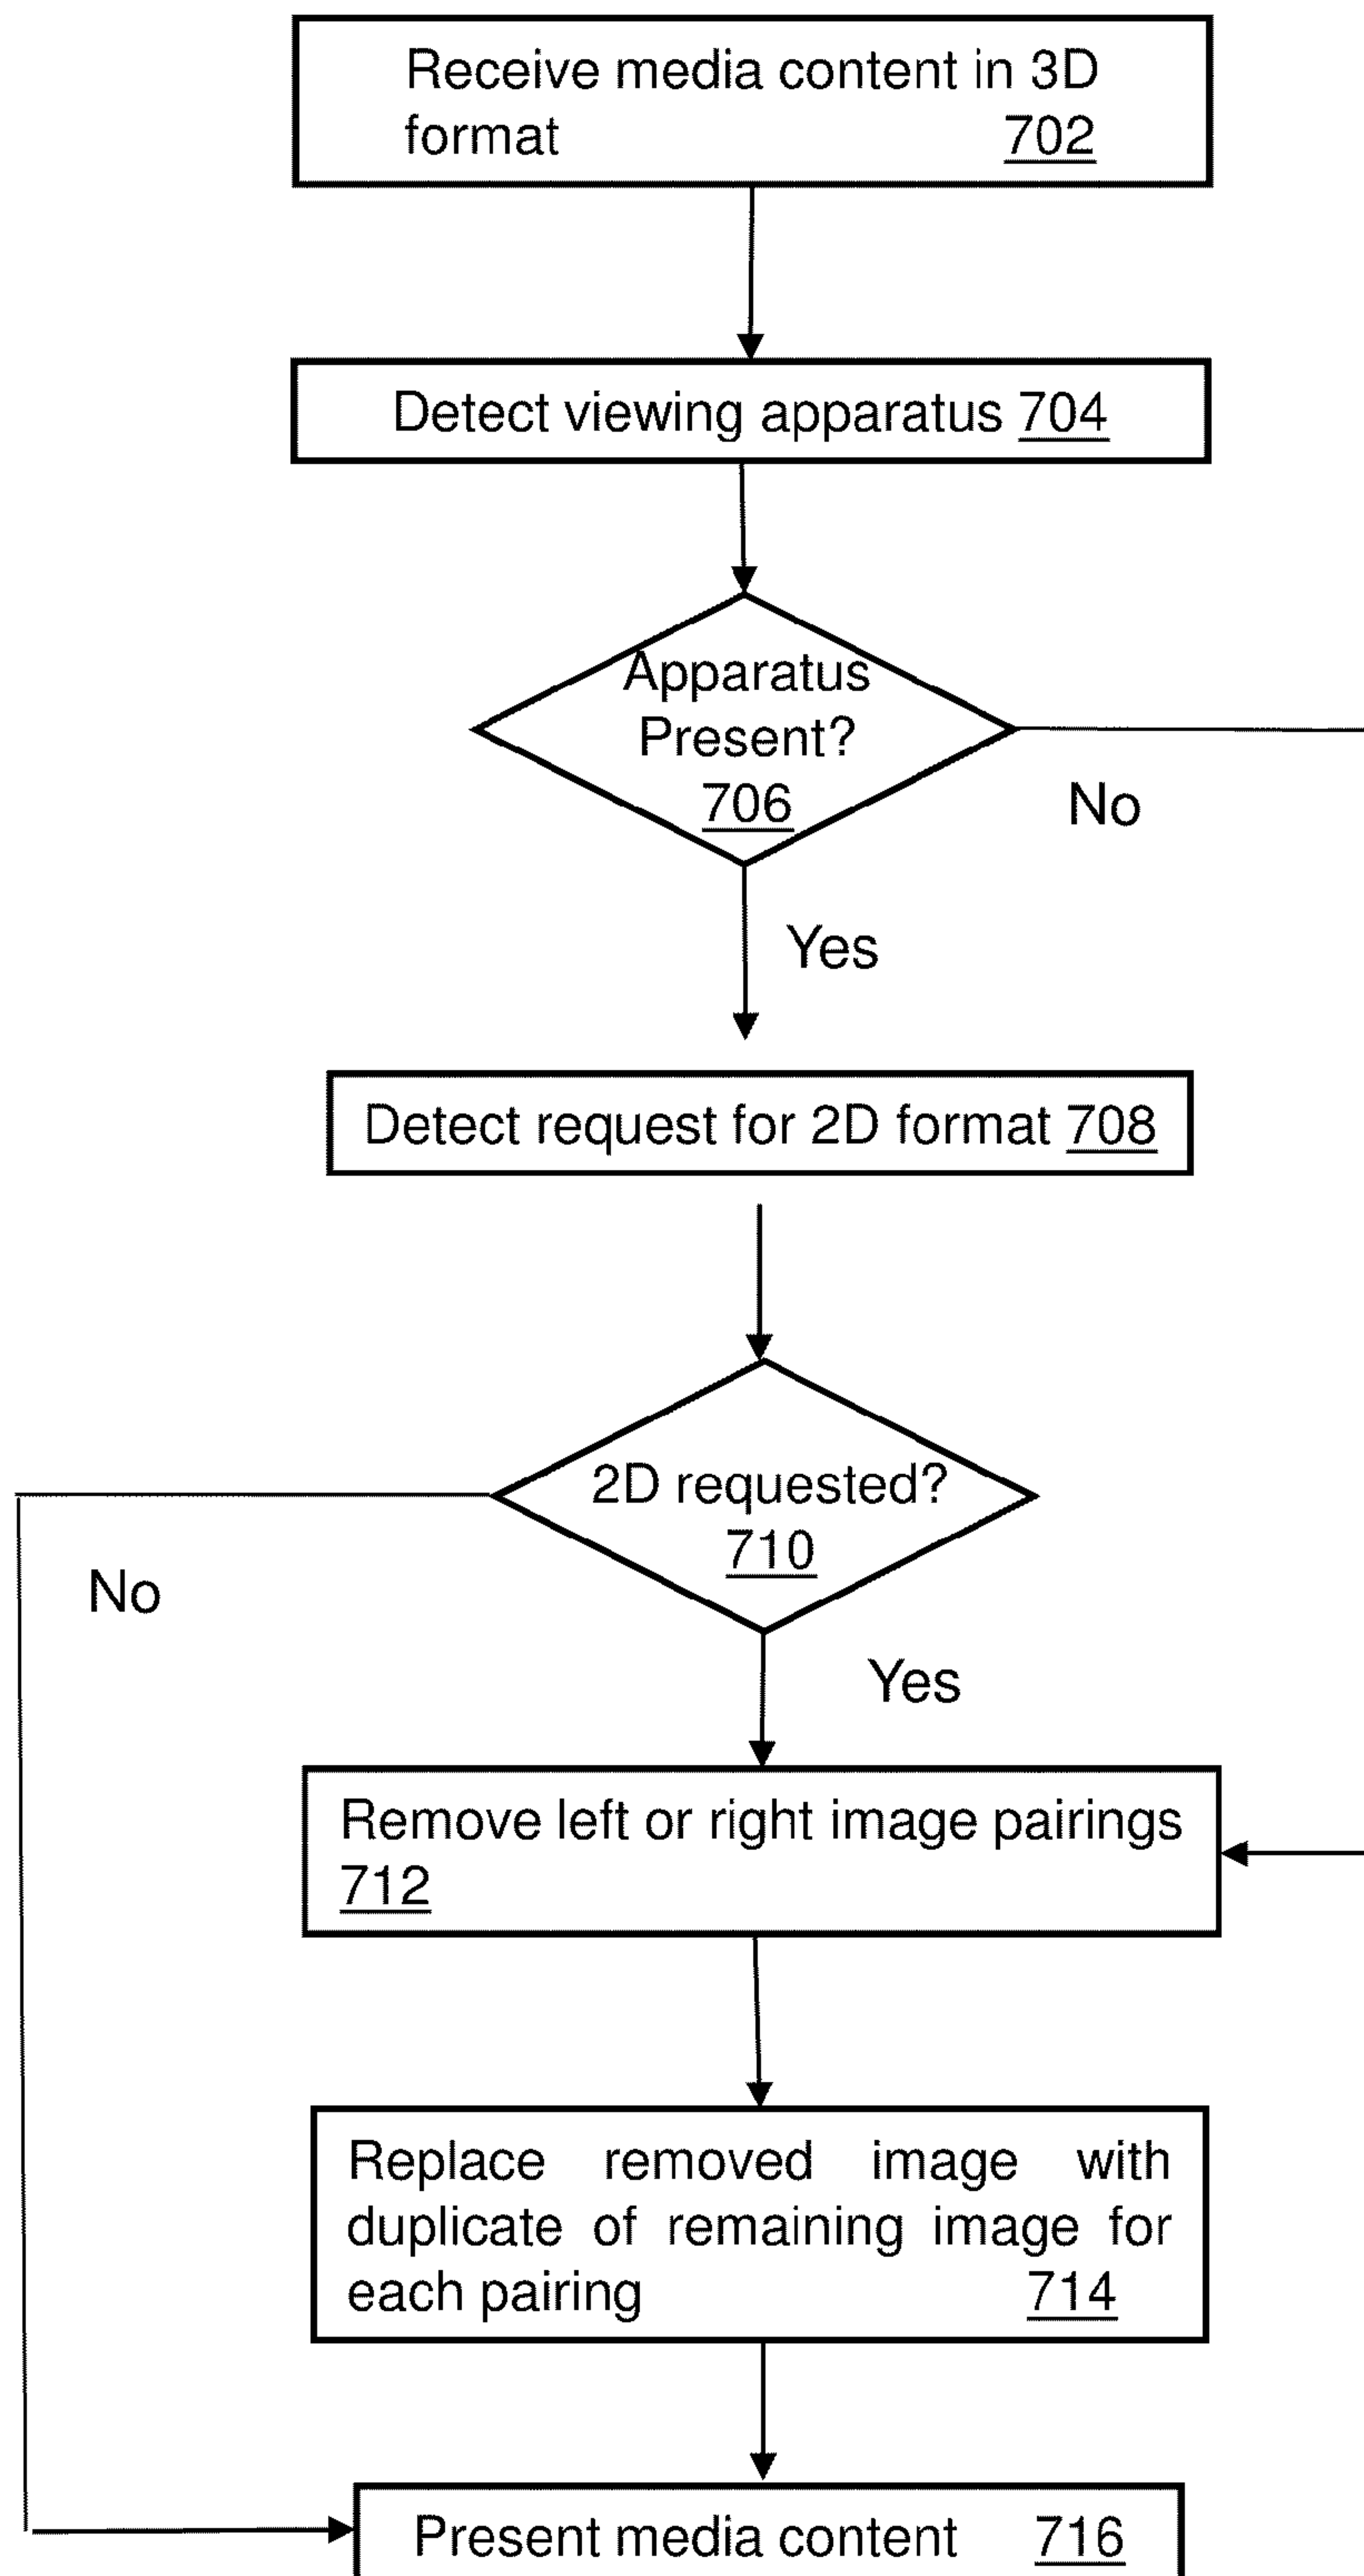 Receive media content in 3D
format 702
Detect viewing apparatus 704
Apparatus
Present?
706
No
Yes
Detect request for 2D format 708
2D requested?
710
No
Yes
Remove left or right image pairings
712
Replace removed image with
duplicate of remaining image for
each pairing 714
Present media content 716